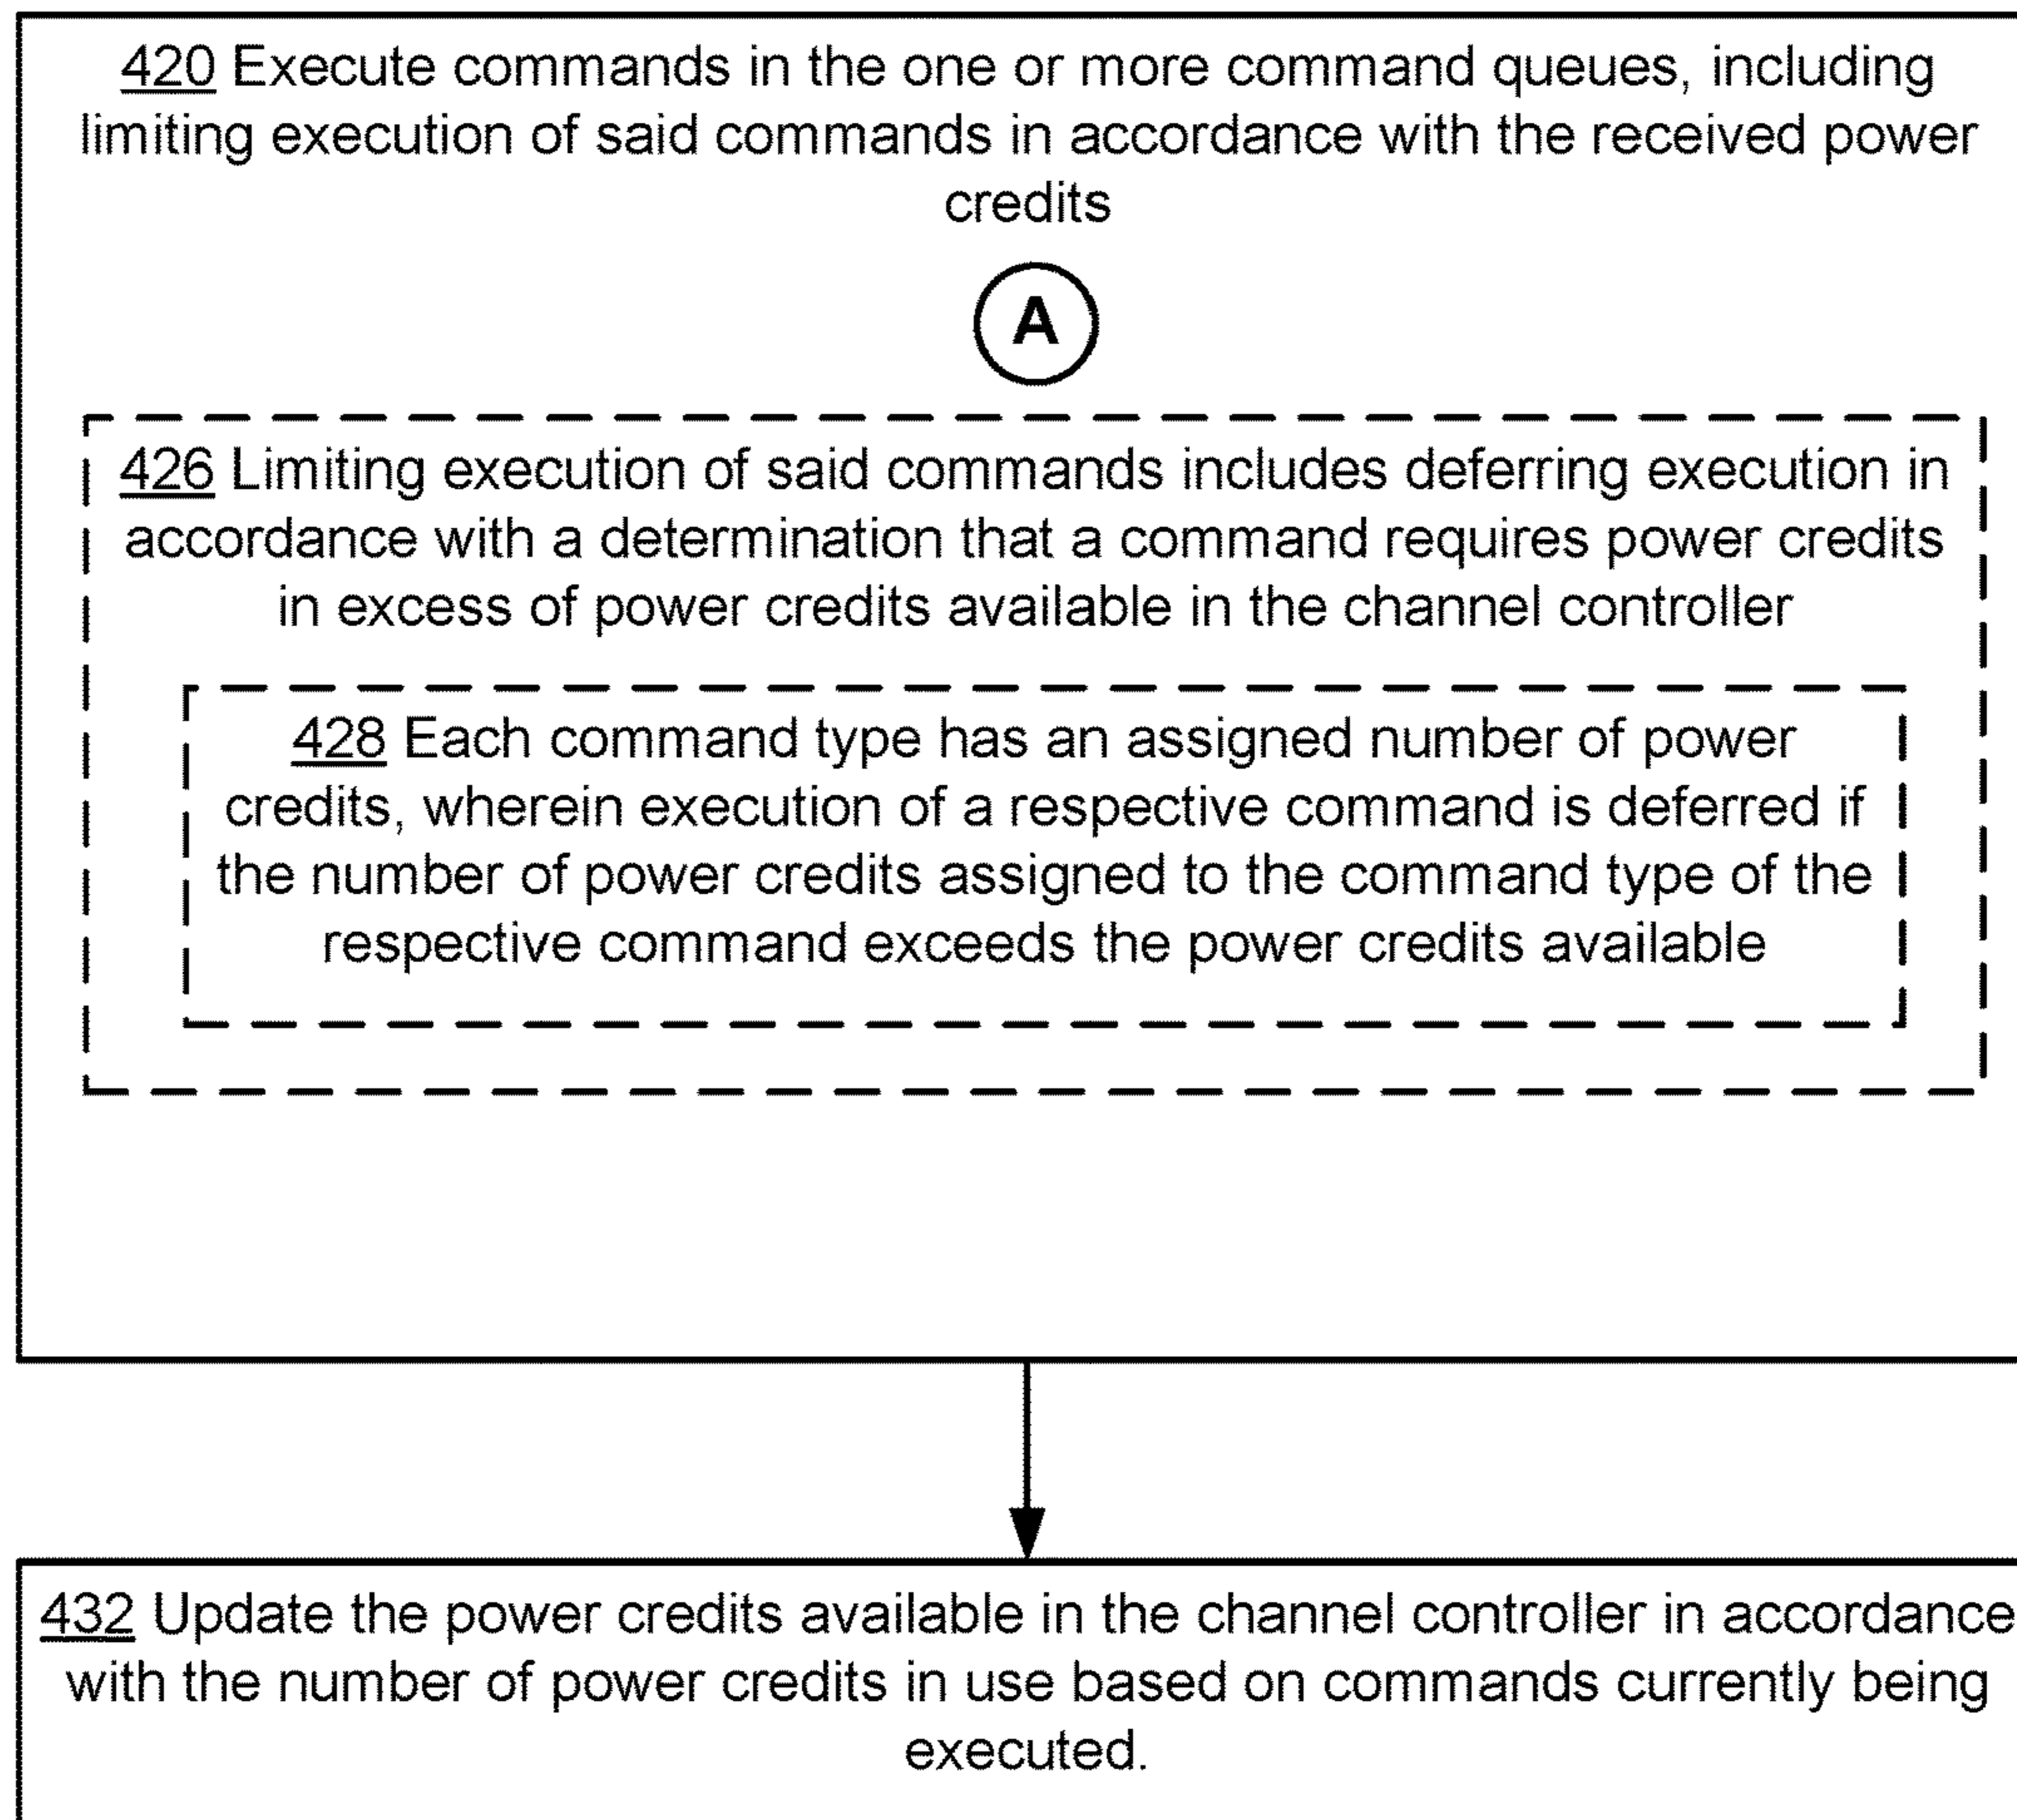 420 Execute commands in the one or more command queues, including
limiting execution of said commands in accordance with the received power
credits
A
426 Limiting execution of said commands includes deferring execution in
accordance with a determination that a command requires power credits
in excess of power credits available in the channel controller
428 Each command type has an assigned number of power
credits, wherein execution of a respective command is deferred if
the number of power credits assigned to the command type of the
respective command exceeds the power credits available
432 Update the power credits available in the channel controller in accordance
with the number of power credits in use based on commands currently being
executed.